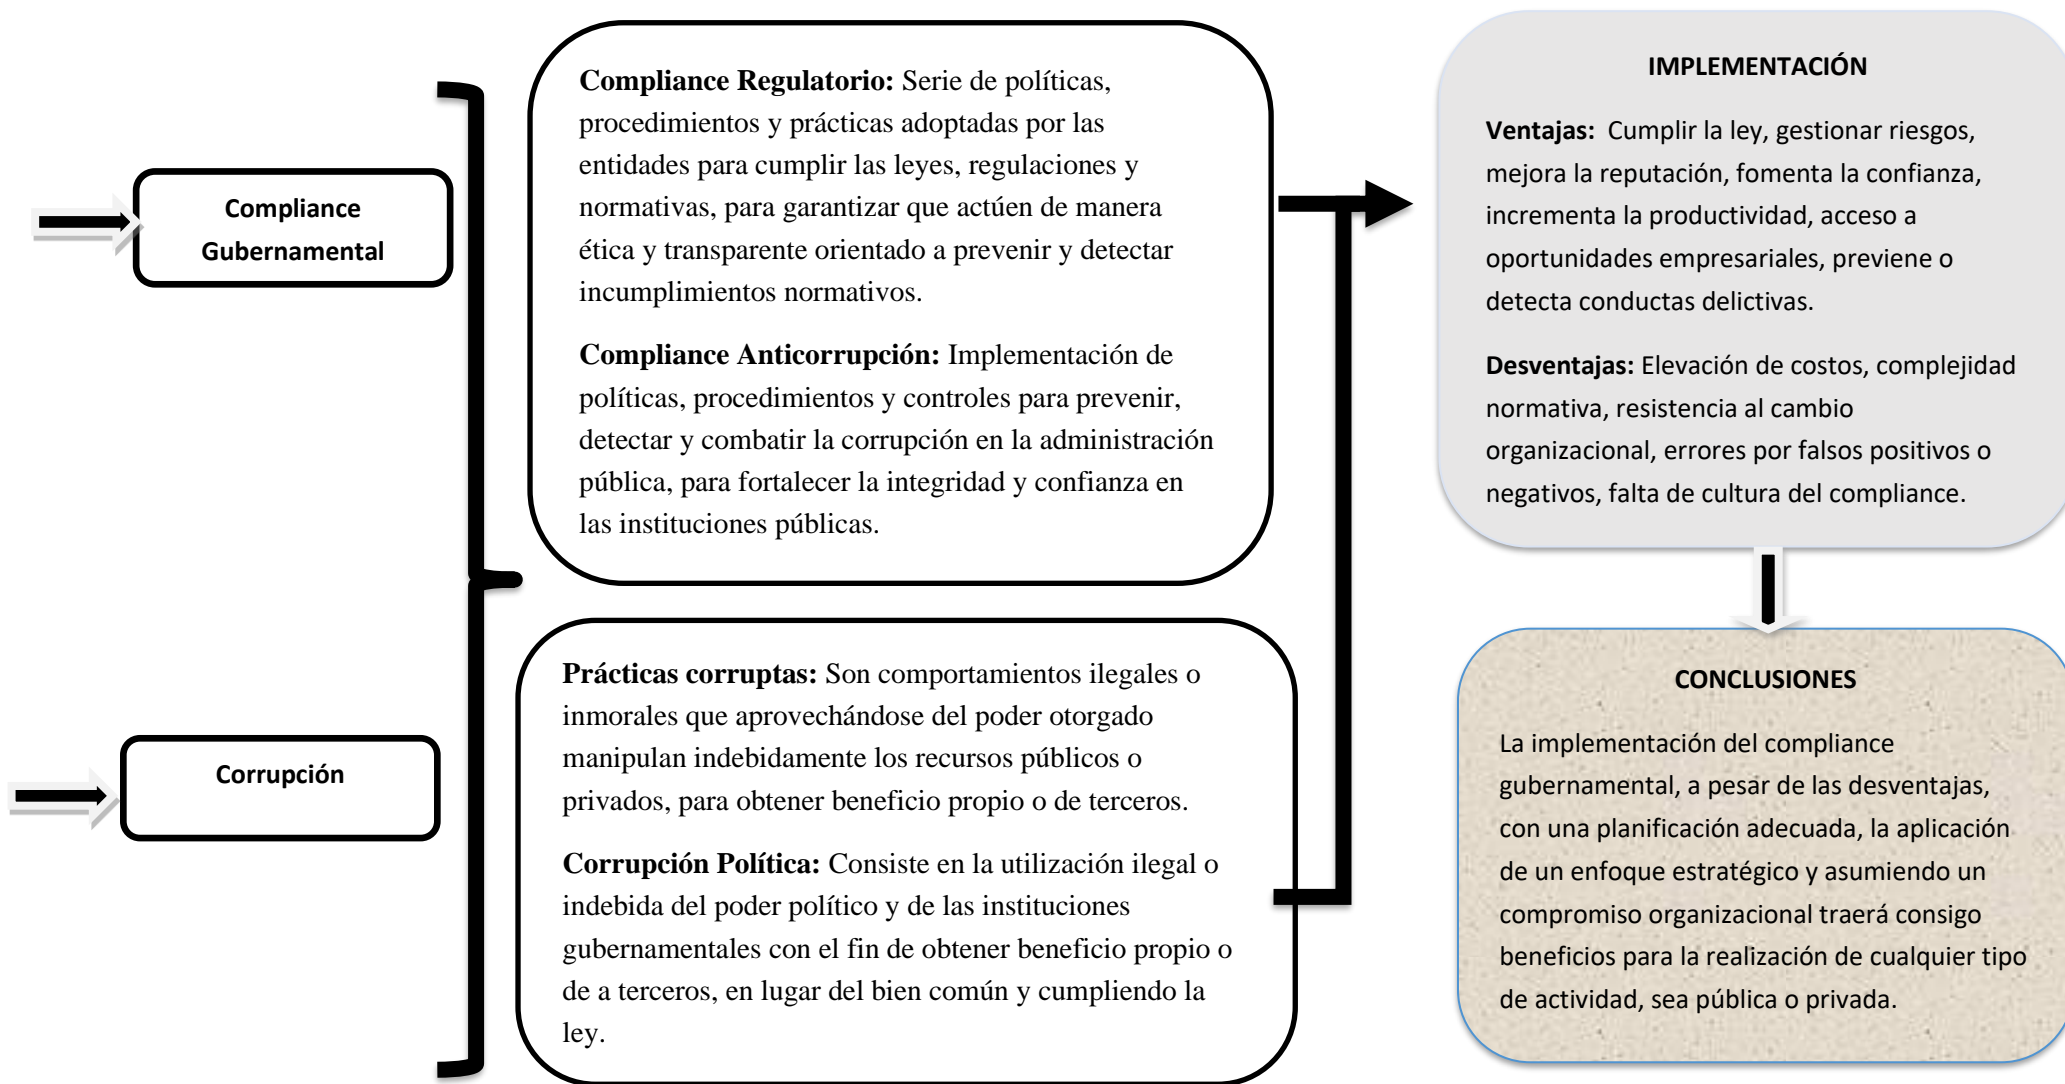 Compliance
Gubernamental
Corrupción
Compliance Regulatorio: Serie de políticas,
procedimientos y prácticas adoptadas por las
entidades para cumplir las leyes, regulaciones y
normativas, para garantizar que actúen de manera
ética y transparente orientado a prevenir y detectar
incumplimientos normativos.
Compliance Anticorrupción: Implementación de
políticas, procedimientos y controles para prevenir,
detectar y combatir la corrupción en la administración
pública, para fortalecer la integridad y confianza en
las instituciones públicas.
Prácticas corruptas: Son comportamientos ilegales o
inmorales que aprovechándose del poder otorgado
manipulan indebidamente los recursos públicos o
privados, para obtener beneficio propio o de terceros.
Corrupción Política: Consiste en la utilización ilegal o
indebida del poder político y de las instituciones
gubernamentales con el fin de obtener beneficio propio o
de a terceros, en lugar del bien común y cumpliendo la
ley.
IMPLEMENTACIÓN
Ventajas: Cumplir la ley, gestionar riesgos,
mejora la reputación, fomenta la confianza,
incrementa la productividad, acceso a
oportunidades empresariales, previene o
detecta conductas delictivas.
Desventajas: Elevación de costos, complejidad
normativa, resistencia al cambio
organizacional, errores por falsos positivos o
negativos, falta de cultura del compliance.
CONCLUSIONES
La implementación del compliance
gubernamental, a pesar de las desventajas,
con una planificación adecuada, la aplicación
de un enfoque estratégico y asumiendo un
compromiso organizacional traerá consigo
beneficios para la realización de cualquier tipo
de actividad, sea pública o privada.